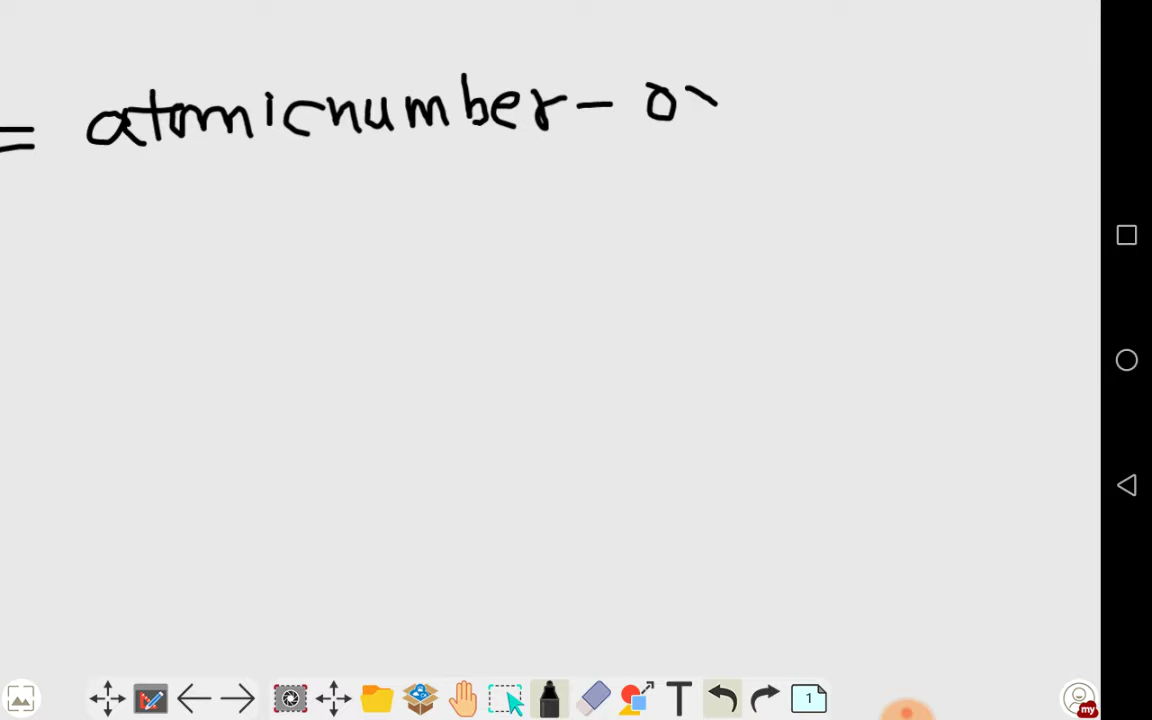 = atomicnumber - o